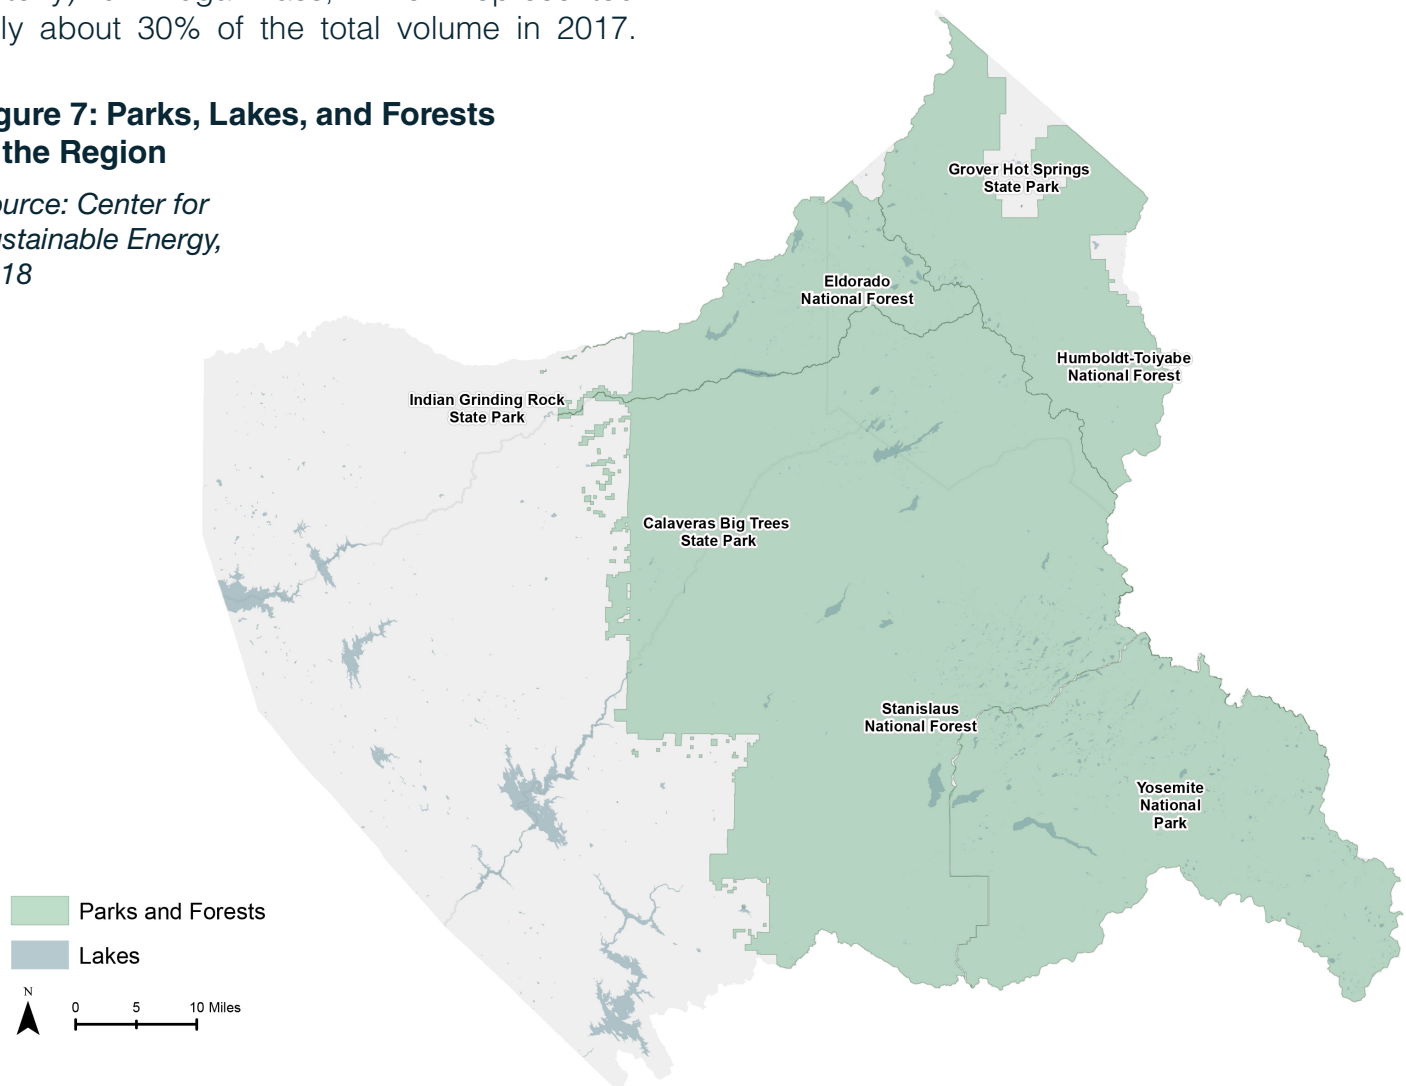 ly about 30% of the total volume in 2017.
gure 7: Parks, Lakes, and Forests
the Region
ource: Center for
ustainable Energy,
18
Grover Hot Springs
State Park
Eldorado
National Forest
Humboldt-Toiyabe
National Forest
Indian Grinding Rock
State Park
Calaveras Big Trees
State Park
Stanislaus
National Forest
Yosemite
National
Park
Parks and Forests
Lakes
N
0 5 10 Miles